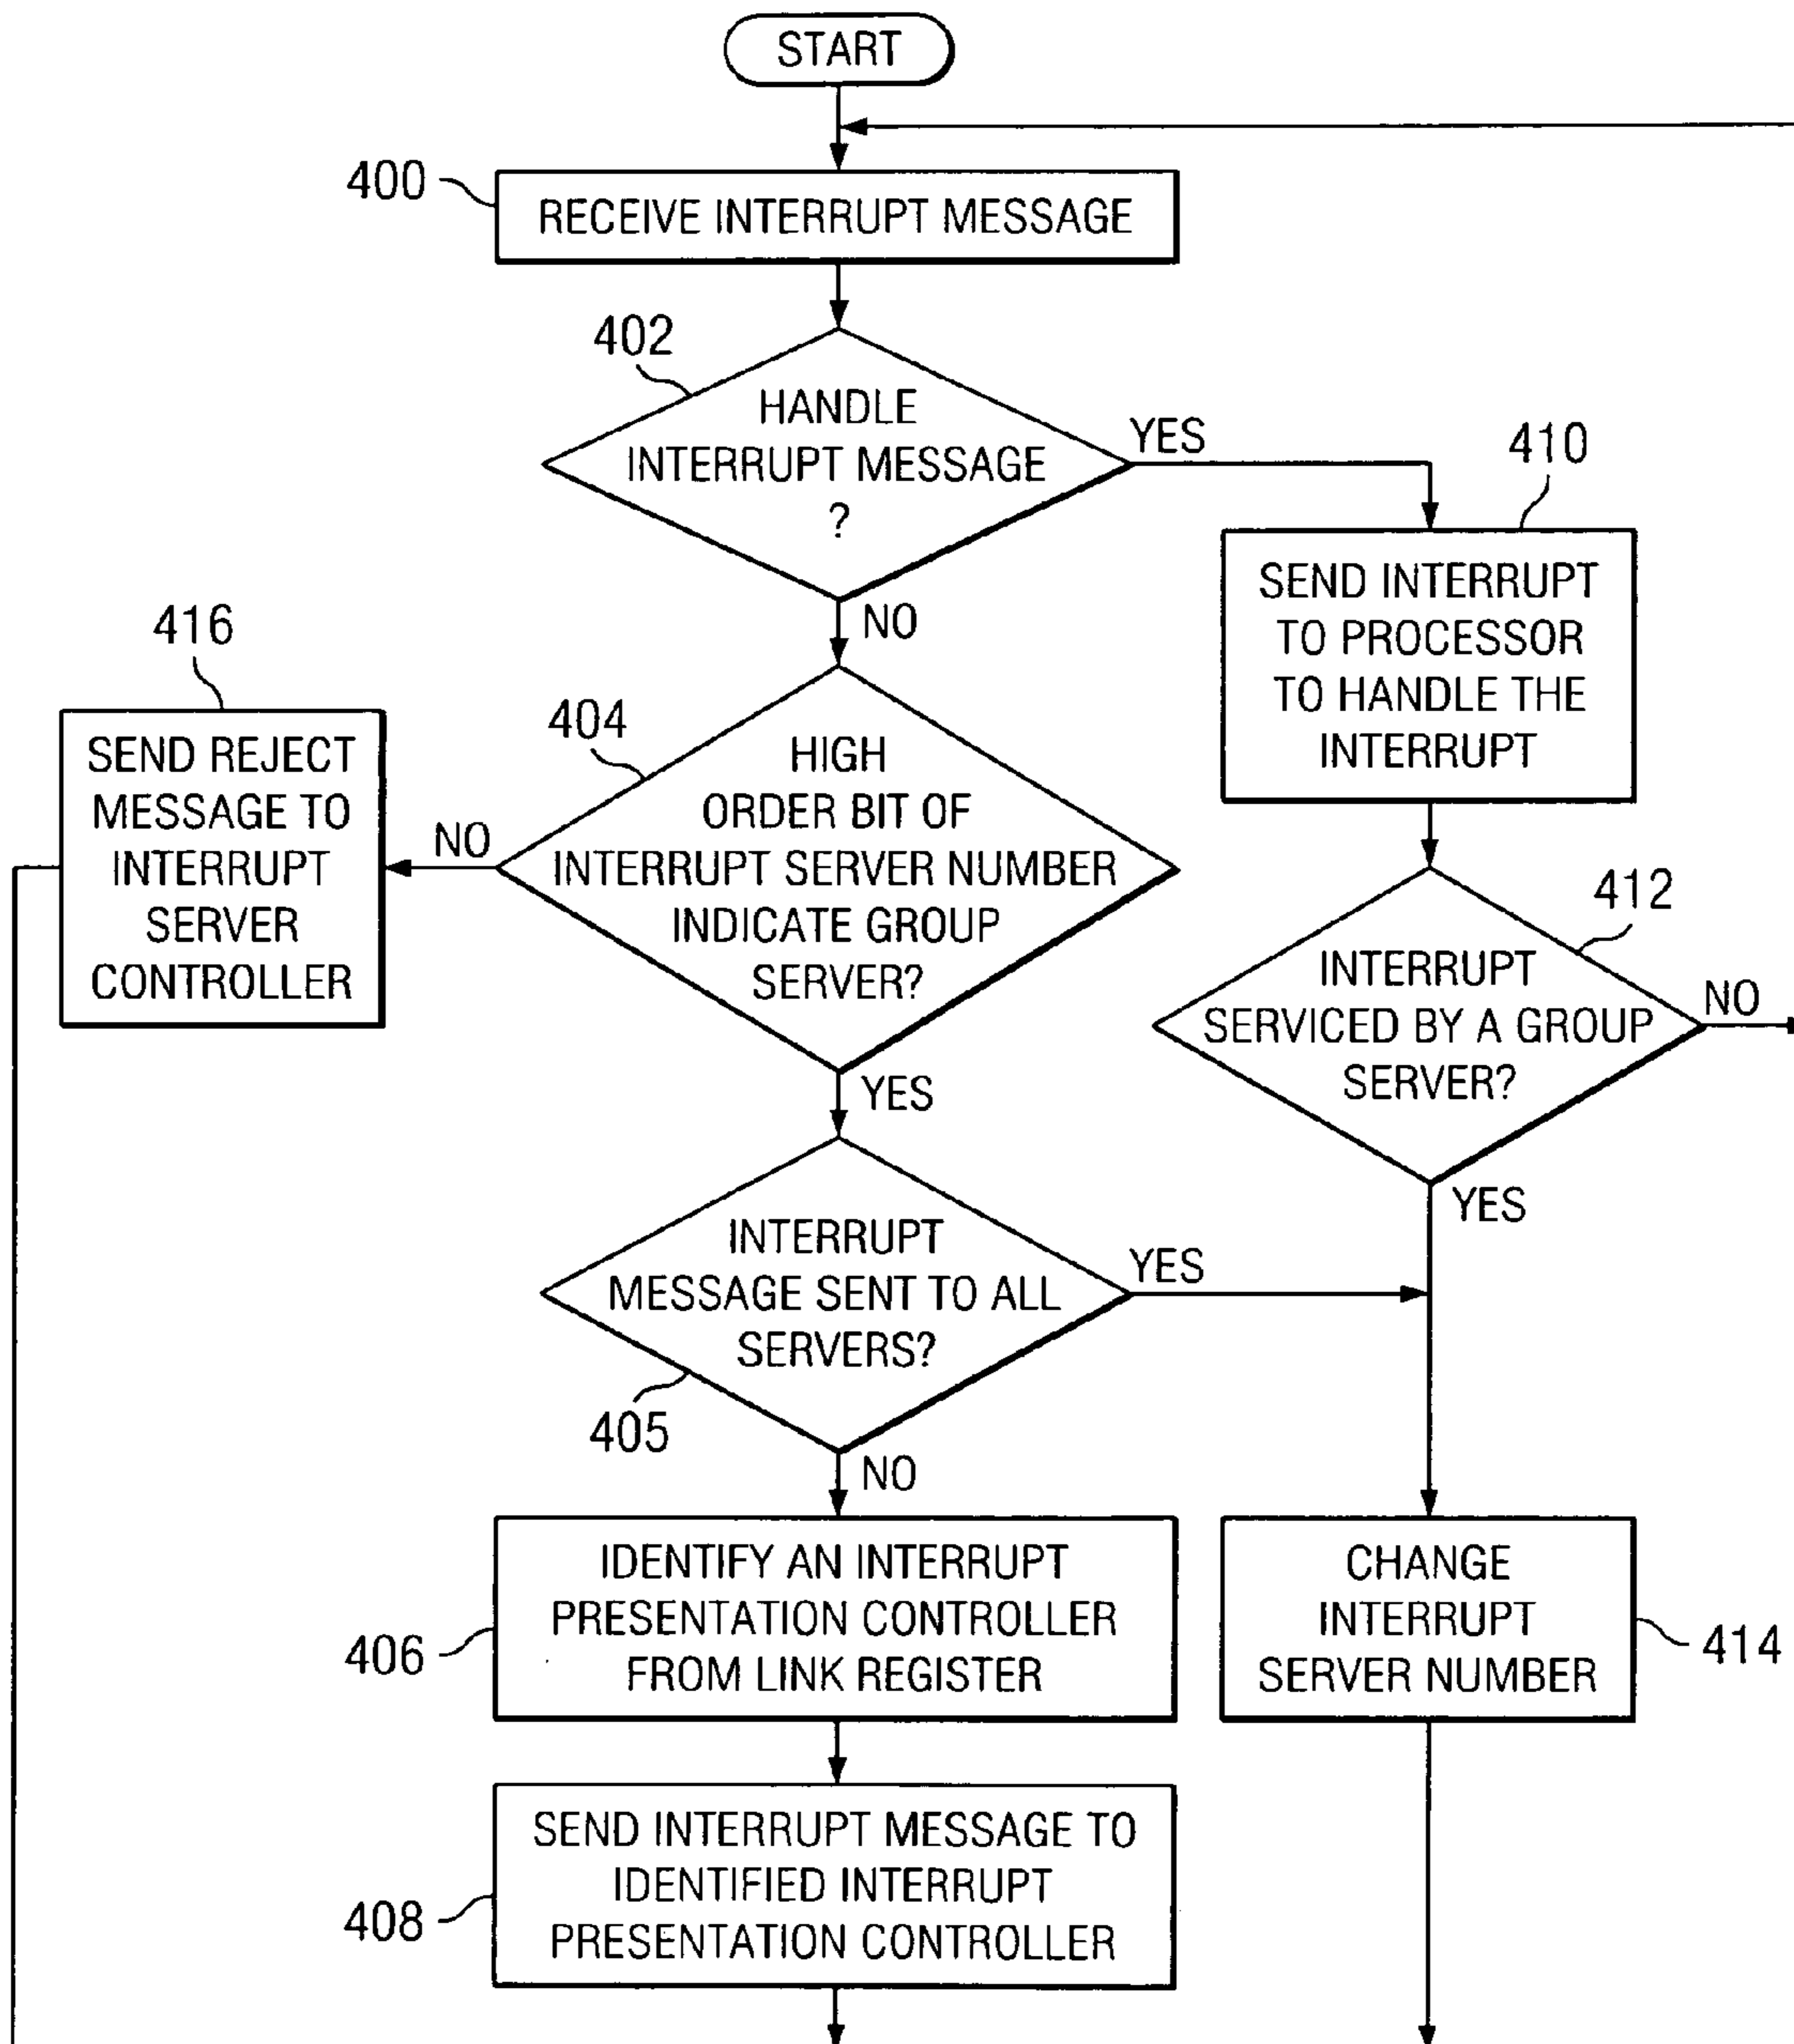 START
400
RECEIVE INTERRUPT MESSAGE
402
HANDLE
INTERRUPT MESSAGE
?
YES
NO
410
SEND INTERRUPT
TO PROCESSOR
TO HANDLE THE
INTERRUPT
416
SEND REJECT
MESSAGE TO
INTERRUPT
SERVER
CONTROLLER
404
NO
HIGH
ORDER BIT OF
INTERRUPT SERVER NUMBER
INDICATE GROUP
SERVER?
YES
412
INTERRUPT
SERVICED BY A GROUP
SERVER?
NO
YES
INTERRUPT
MESSAGE SENT TO ALL
SERVERS?
YES
405
NO
406
IDENTIFY AN INTERRUPT
PRESENTATION CONTROLLER
FROM LINK REGISTER
CHANGE
INTERRUPT
SERVER NUMBER
414
408
SEND INTERRUPT MESSAGE TO
IDENTIFIED INTERRUPT
PRESENTATION CONTROLLER